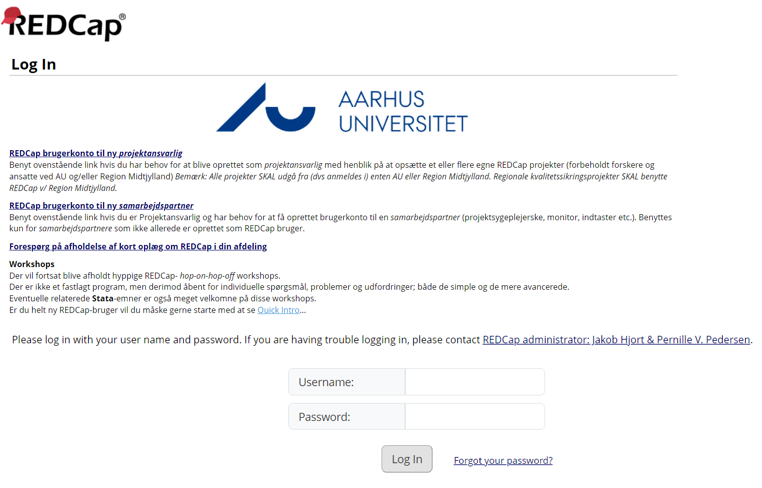 REDCap®
Log In
AARHUS
UNIVERSITET
REDCap brugerkonto til ny projektansvarlig
Benyt ovenstående link hvis du har behov for at blive oprettet som projektansvarlig med henblik på at opsætte et eller flere egne REDCap projekter (forbeholdt forskere og
ansatte ved AU og/eller Region Midtjylland) Bemærk: Alle projekter SKAL udgå fra (dvs anmeldes i) enten AU eller Region Midtjylland. Regionale kvalitetssikringsprojekter SKAL benytte
REDCap v/ Region Midtjylland.
REDCap brugerkonto til ny samarbejdspartner
Benyt ovenstående link hvis du er Projektansvarlig og har behov for at få oprettet brugerkonto til en samarbejdspartner (projektsygeplejerske, monitor, indtaster etc.). Benyttes
kun for samarbejdspartnere som ikke allerede er oprettet som REDCap bruger.
Forespørg på afholdelse af kort oplæg om REDCap i din afdeling
Workshops
Der vil fortsat blive afholdt hyppige REDCap- hop-on-hop-off workshops.
Der er ikke et fastlagt program, men derimod åbent for individuelle spørgsmål, problemer og udfordringer; både de simple og de mere avancerede.
Eventuelle relaterede Stata-emner er også meget velkomne på disse workshops.
Er du helt ny REDCap-bruger vil du måske gerne starte med at se Quick Intro...
Please log in with your user name and password. If you are having trouble logging in, please contact REDCap administrator: Jakob Hjort & Pernille V. Pedersen.
Username:
Password:
Log In
Forgot your password?